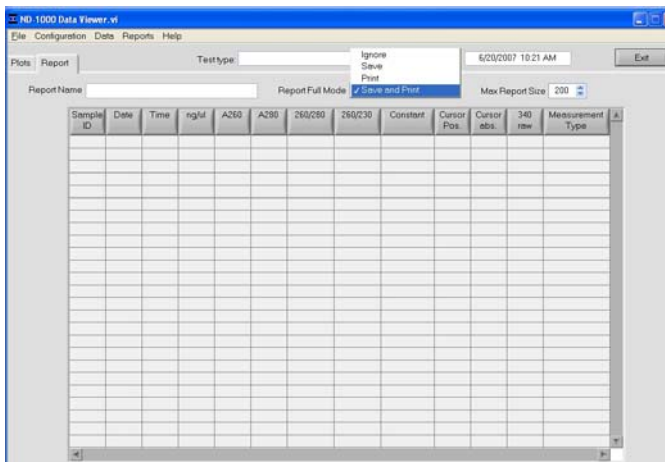 ND-1000 Data Viewer.vi
File Configuration Data Reports Help
Plots Report Test type: 6/20/2007 10:21 AM Exit
Ignore
Save
Print
Report Name Report Full Mode ✓Save and Print Max Report Size 200
Sample ID Date Time ng/ul A260 A280 260/280 260/230 Constant Cursor Pos. Cursor abs. 340 raw Measurement Type